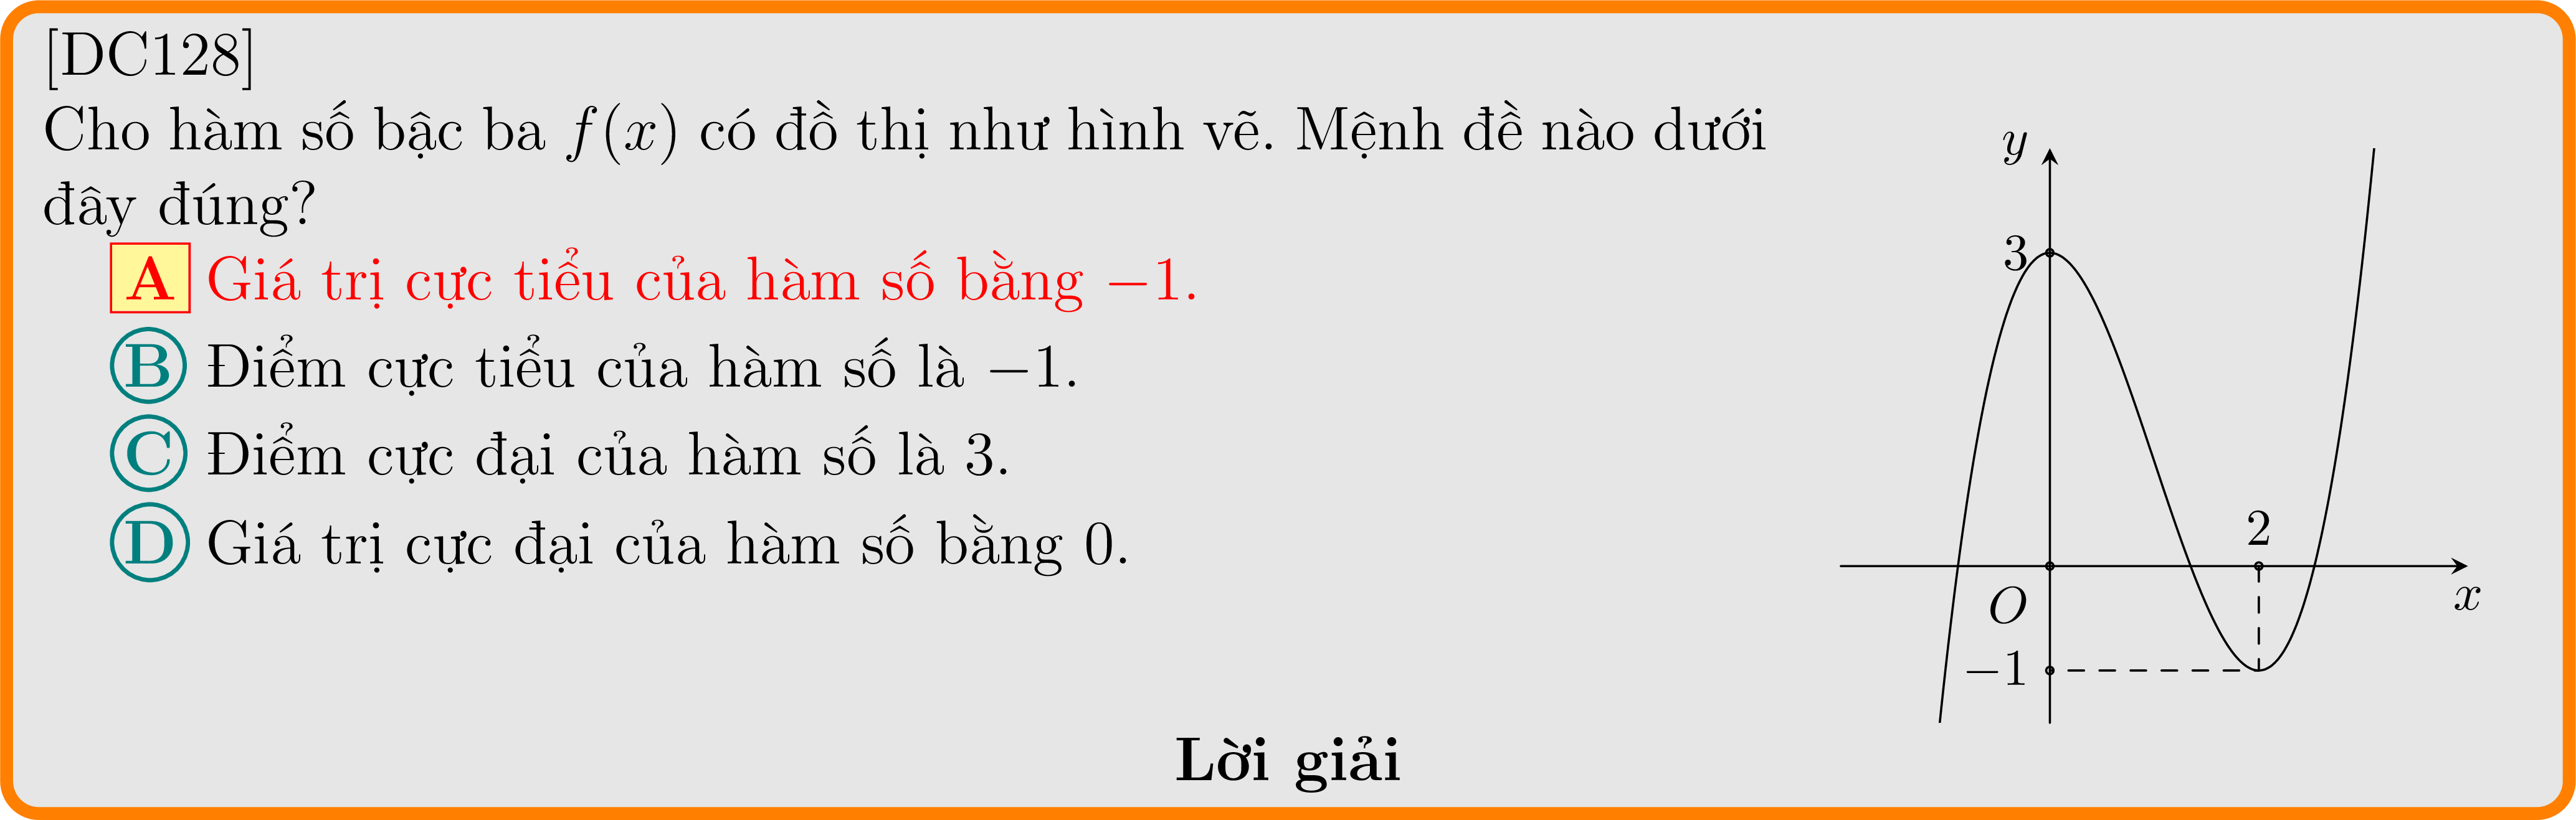 [DC128]
Cho hàm số bậc ba f(x) có đồ thị như hình vẽ. Mệnh đề nào dưới
đây đúng?
A Giá trị cực tiểu của hàm số bằng −1.
B Điểm cực tiểu của hàm số là −1.
C Điểm cực đại của hàm số là 3.
D Giá trị cực đại của hàm số bằng 0.
y
3
2
O
x
−1
Lời giải